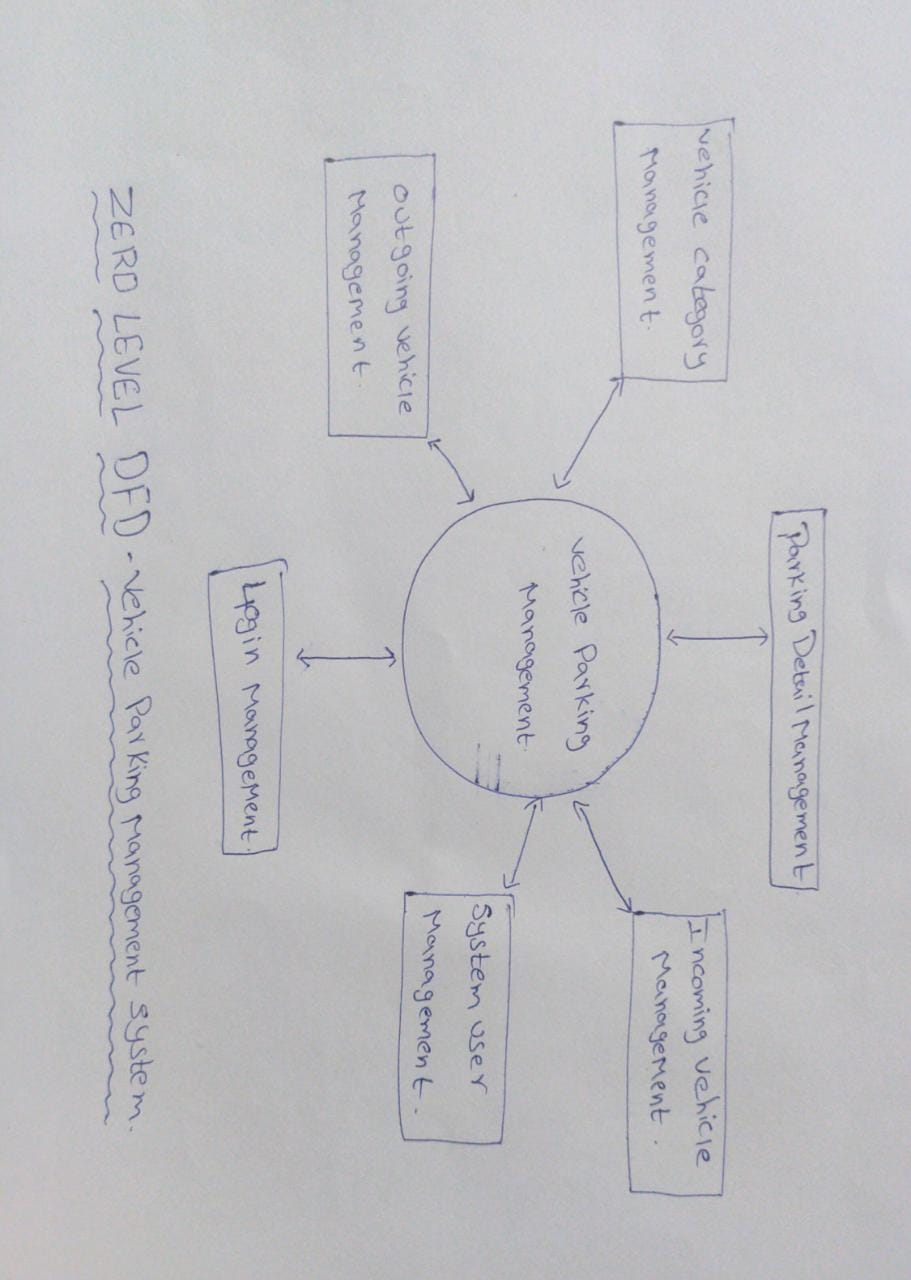 Parking Detail Management
Vehicle category
Management.
Incoming vehicle
Management.
Vehicle Parking
Management.
Outgoing vehicle
Management.
System user
Management.
Login Management.
ZERO LEVEL DFD - Vehicle Parking Management System.